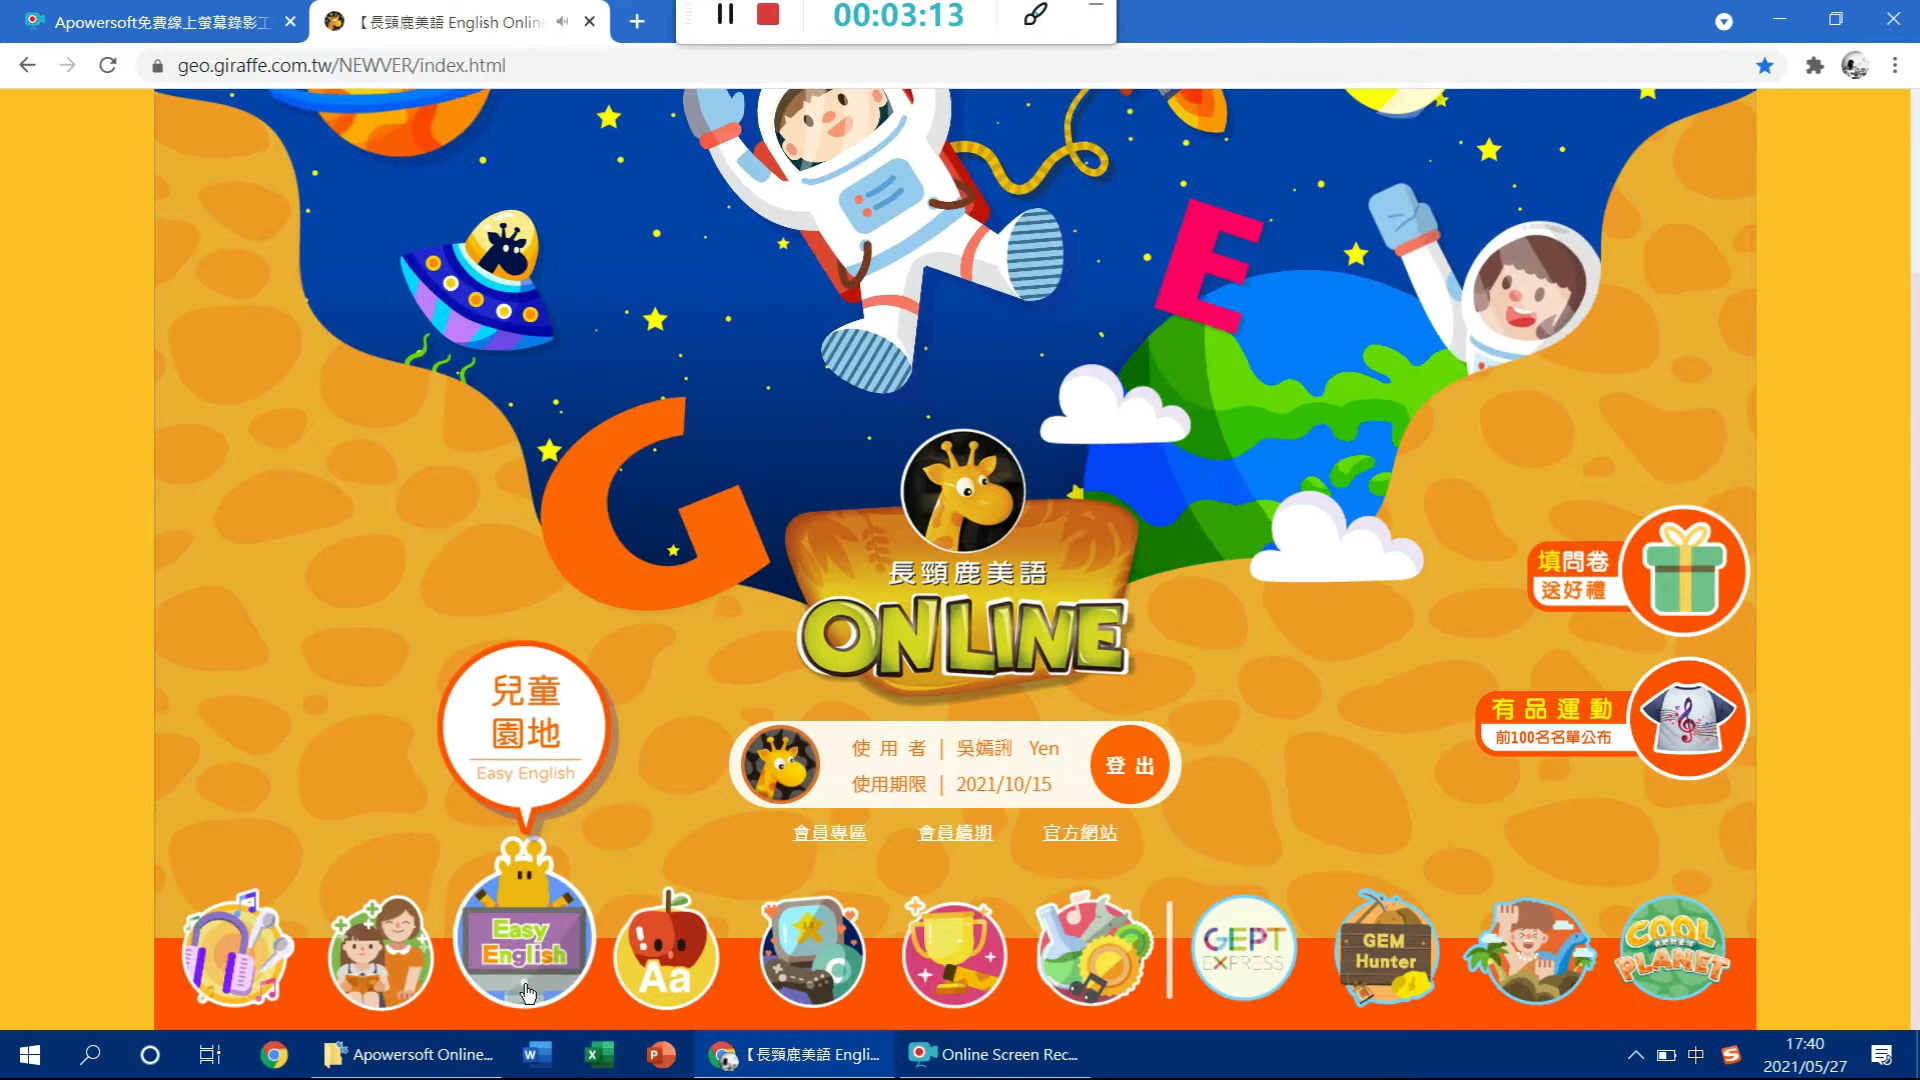 Apowersoft免費線上螢幕錄影工
【長頸鹿美語 English Online
00:03:13
geo.giraffe.com.tw/NEWVER/index.html
E
G
長頸鹿美語
ONLINE
填問卷
送好禮
有品運動
前100名名單公布
兒童
園地
Easy English
使用者 | 吳嫣詗 Yen
使用期限 | 2021/10/15
登出
會員專區 會員續期 官方網站
Easy
English
Aa
GEPT
EXPRESS
GEM
Hunter
COOL
PLANET
Apowersoft Online...
【長頸鹿美語 Engli...
Online Screen Rec...
中
17:40
2021/05/27